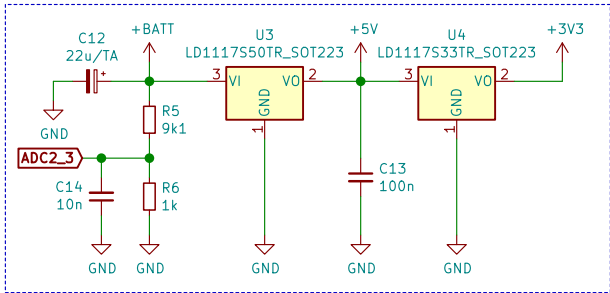 C12
22u/TA
+
+BATT
U3
LD1117S50TR_SOT223
+5V
U4
LD1117S33TR_SOT223
+3V3
3 VI VO 2
GND
1
3 VI VO 2
GND
1
GND
R5
9k1
ADC2_3
C14
10n
R6
1k
C13
100n
GND
GND
GND
GND
GND